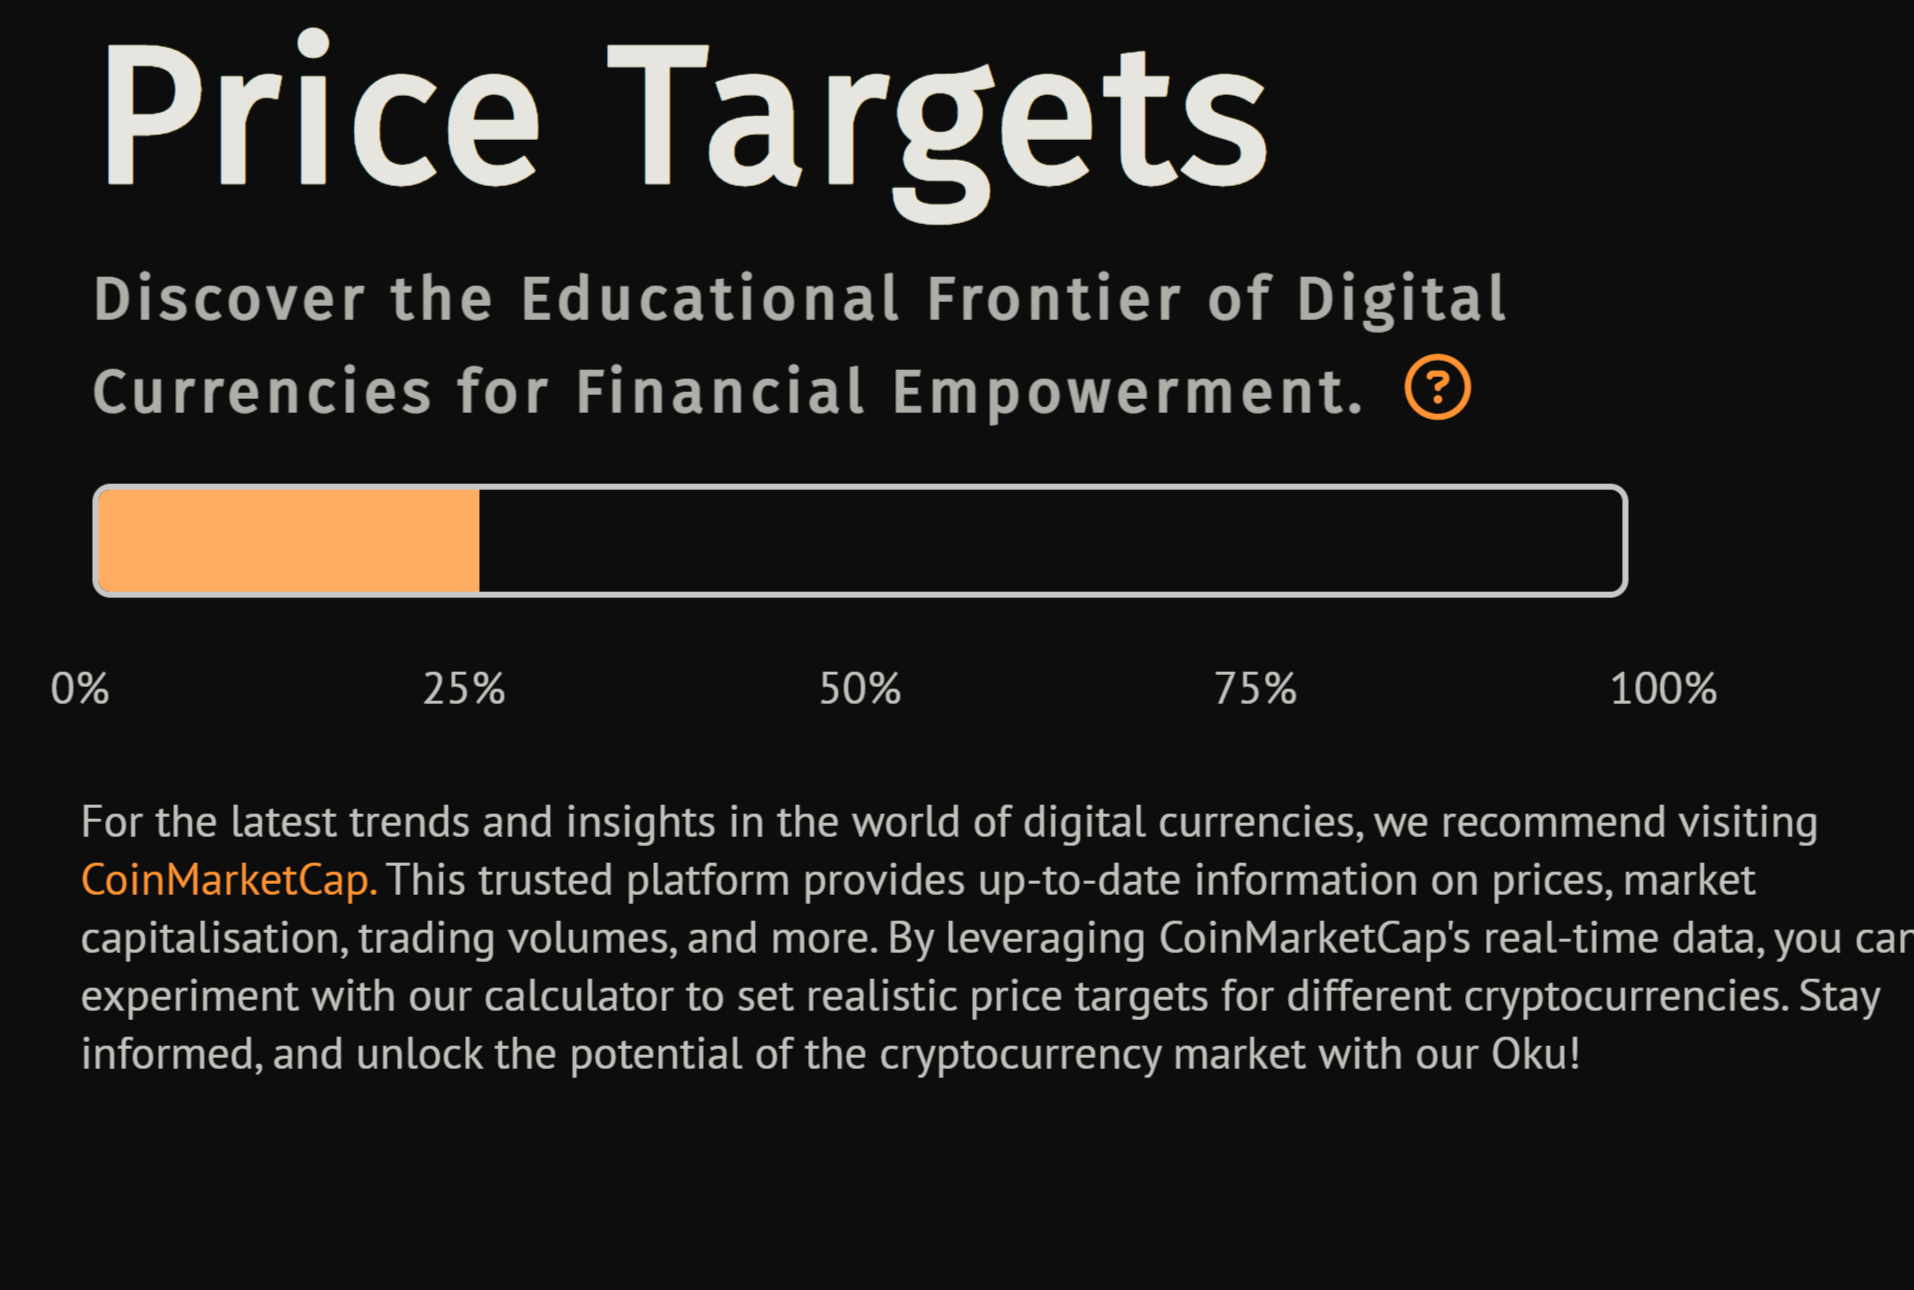 Price Targets
Discover the Educational Frontier of Digital
Currencies for Financial Empowerment. ?
0% 25% 50% 75% 100%
For the latest trends and insights in the world of digital currencies, we recommend visiting
CoinMarketCap. This trusted platform provides up-to-date information on prices, market
capitalisation, trading volumes, and more. By leveraging CoinMarketCap's real-time data, you can
experiment with our calculator to set realistic price targets for different cryptocurrencies. Stay
informed, and unlock the potential of the cryptocurrency market with our Oku!